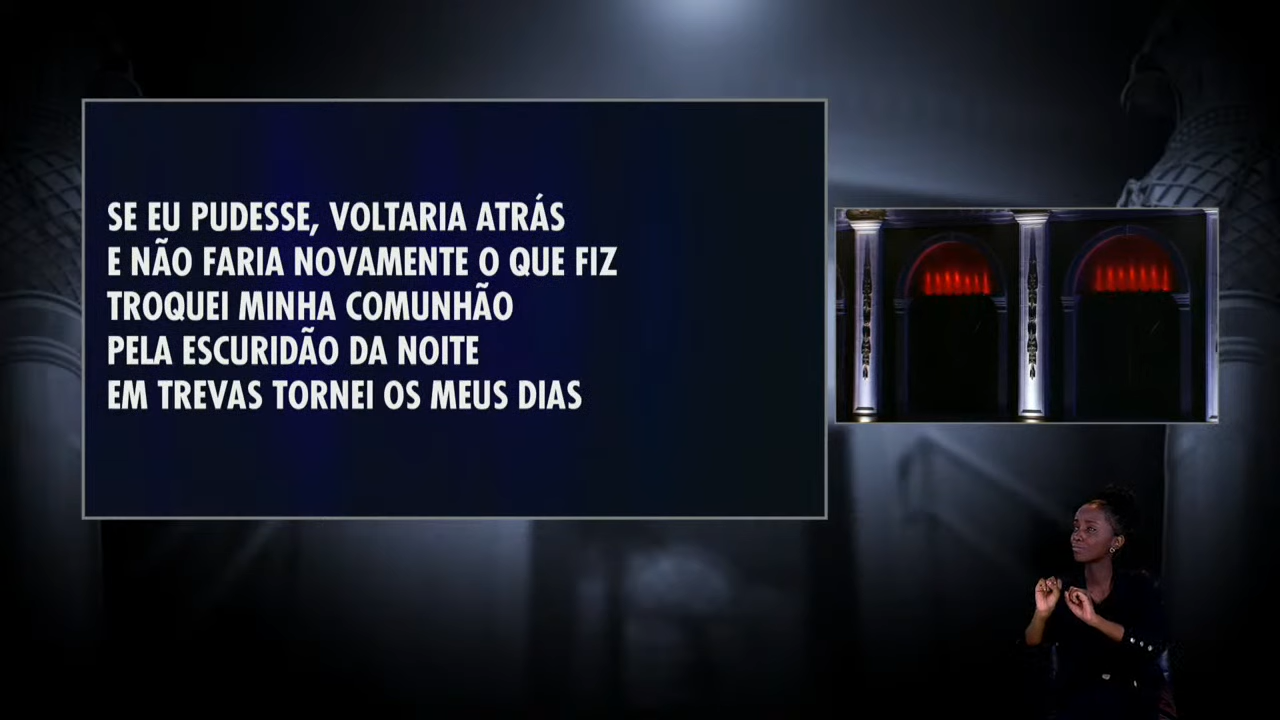 SE EU PUDESSE, VOLTARIA ATRÁS
E NÃO FARIA NOVAMENTE O QUE FIZ
TROQUEI MINHA COMUNHÃO
PELA ESCURIDÃO DA NOITE
EM TREVAS TORNEI OS MEUS DIAS